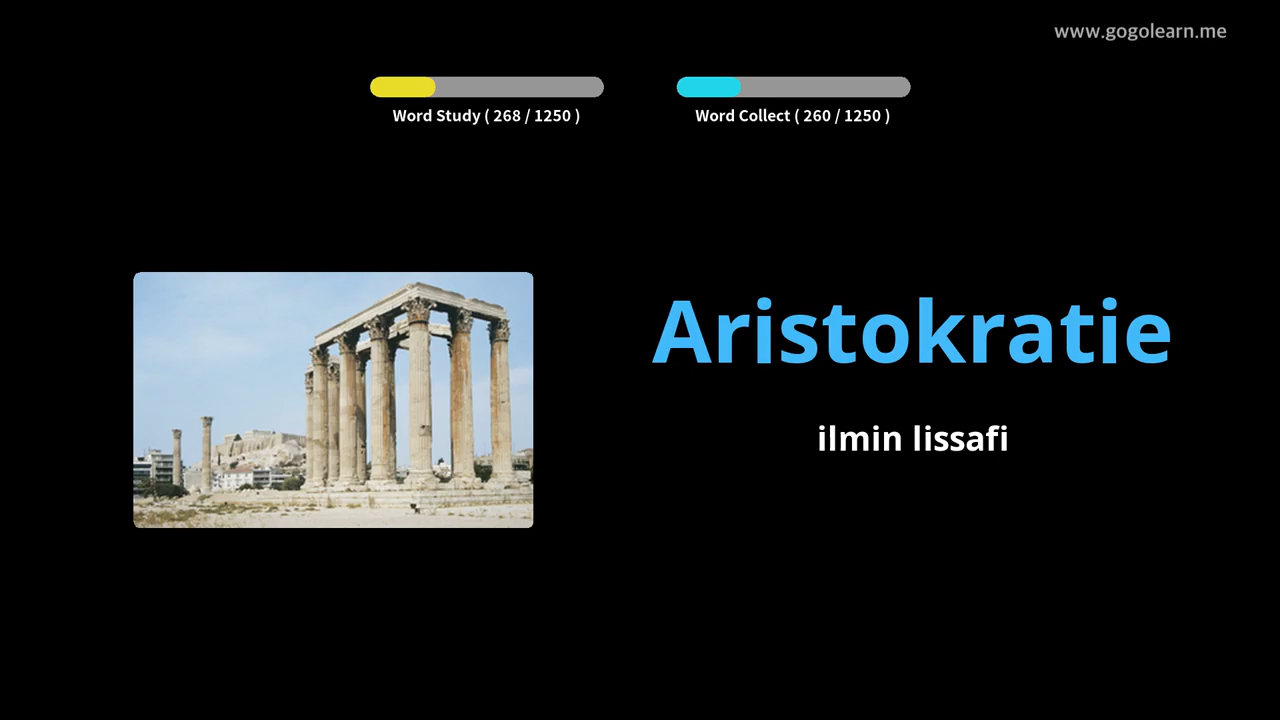 www.gogolearn.me
Word Study ( 268 / 1250 )
Word Collect ( 260 / 1250 )
Aristokratie
ilmin lissafi